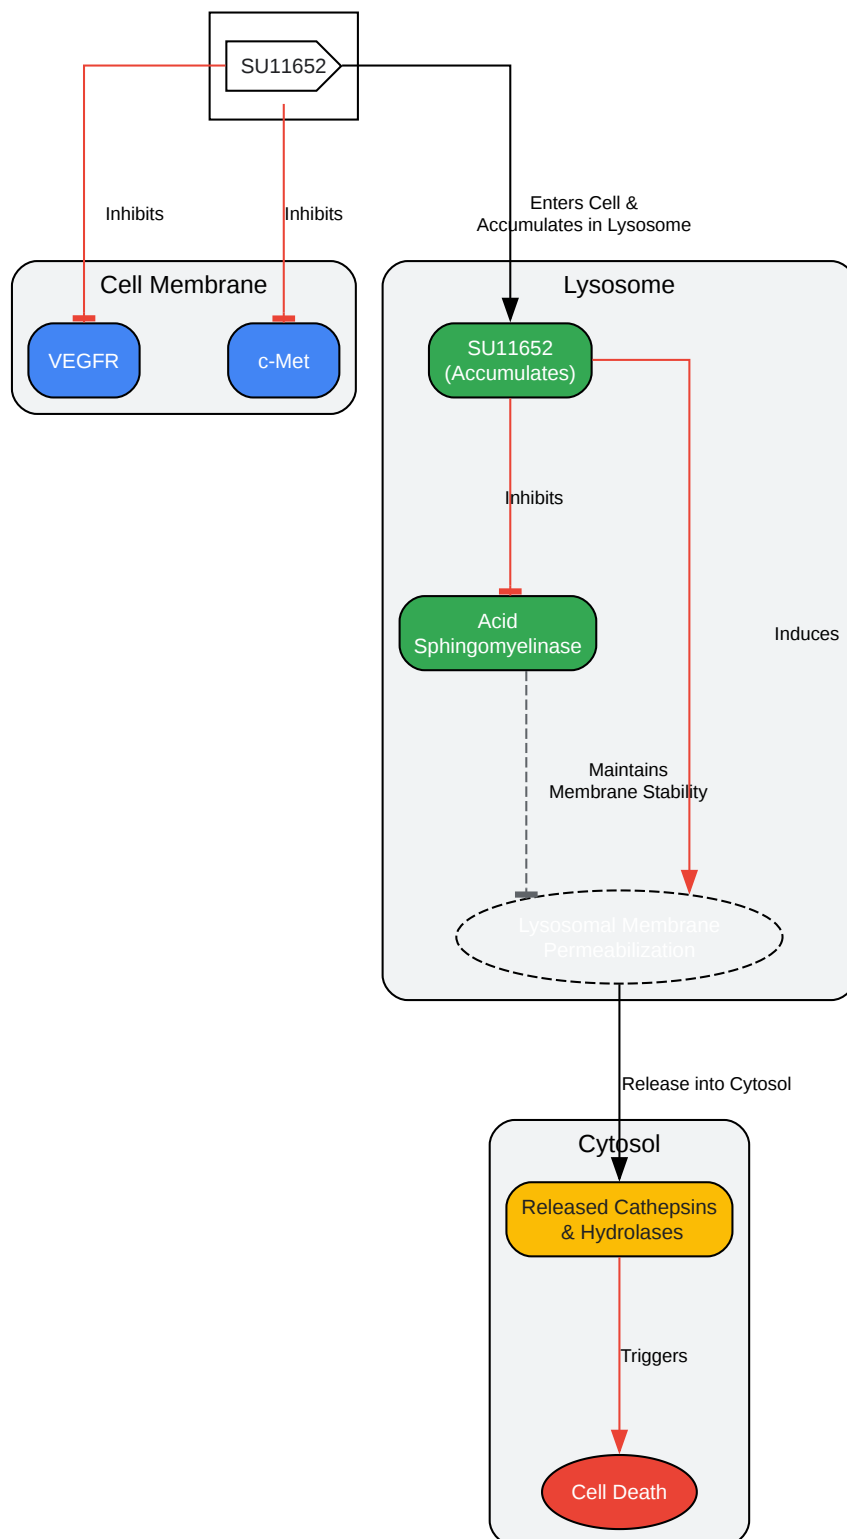 SU11652
Inhibits
Inhibits
Enters Cell &
Accumulates in Lysosome
Cell Membrane
VEGFR
c-Met
Lysosome
SU11652
(Accumulates)
Inhibits
Acid
Sphingomyelinase
Induces
Maintains
Membrane Stability
Lysosomal Membrane
Permeabilization
Release into Cytosol
Cytosol
Released Cathepsins
& Hydrolases
Triggers
Cell Death